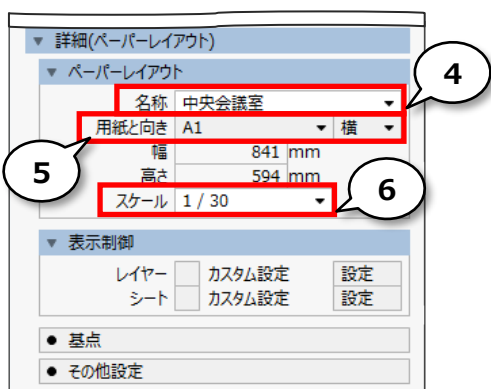 ▼ 詳細(ペーパーレイアウト)
▼ ペーパーレイアウト
4
名称 中央会議室 ▼
用紙と向き A1 ▼ 横 ▼
5
幅 841 mm
高さ 594 mm
6
スケール 1 / 30 ▼
▼ 表示制御
レイヤー カスタム設定 設定
シート カスタム設定 設定
● 基点
● その他設定